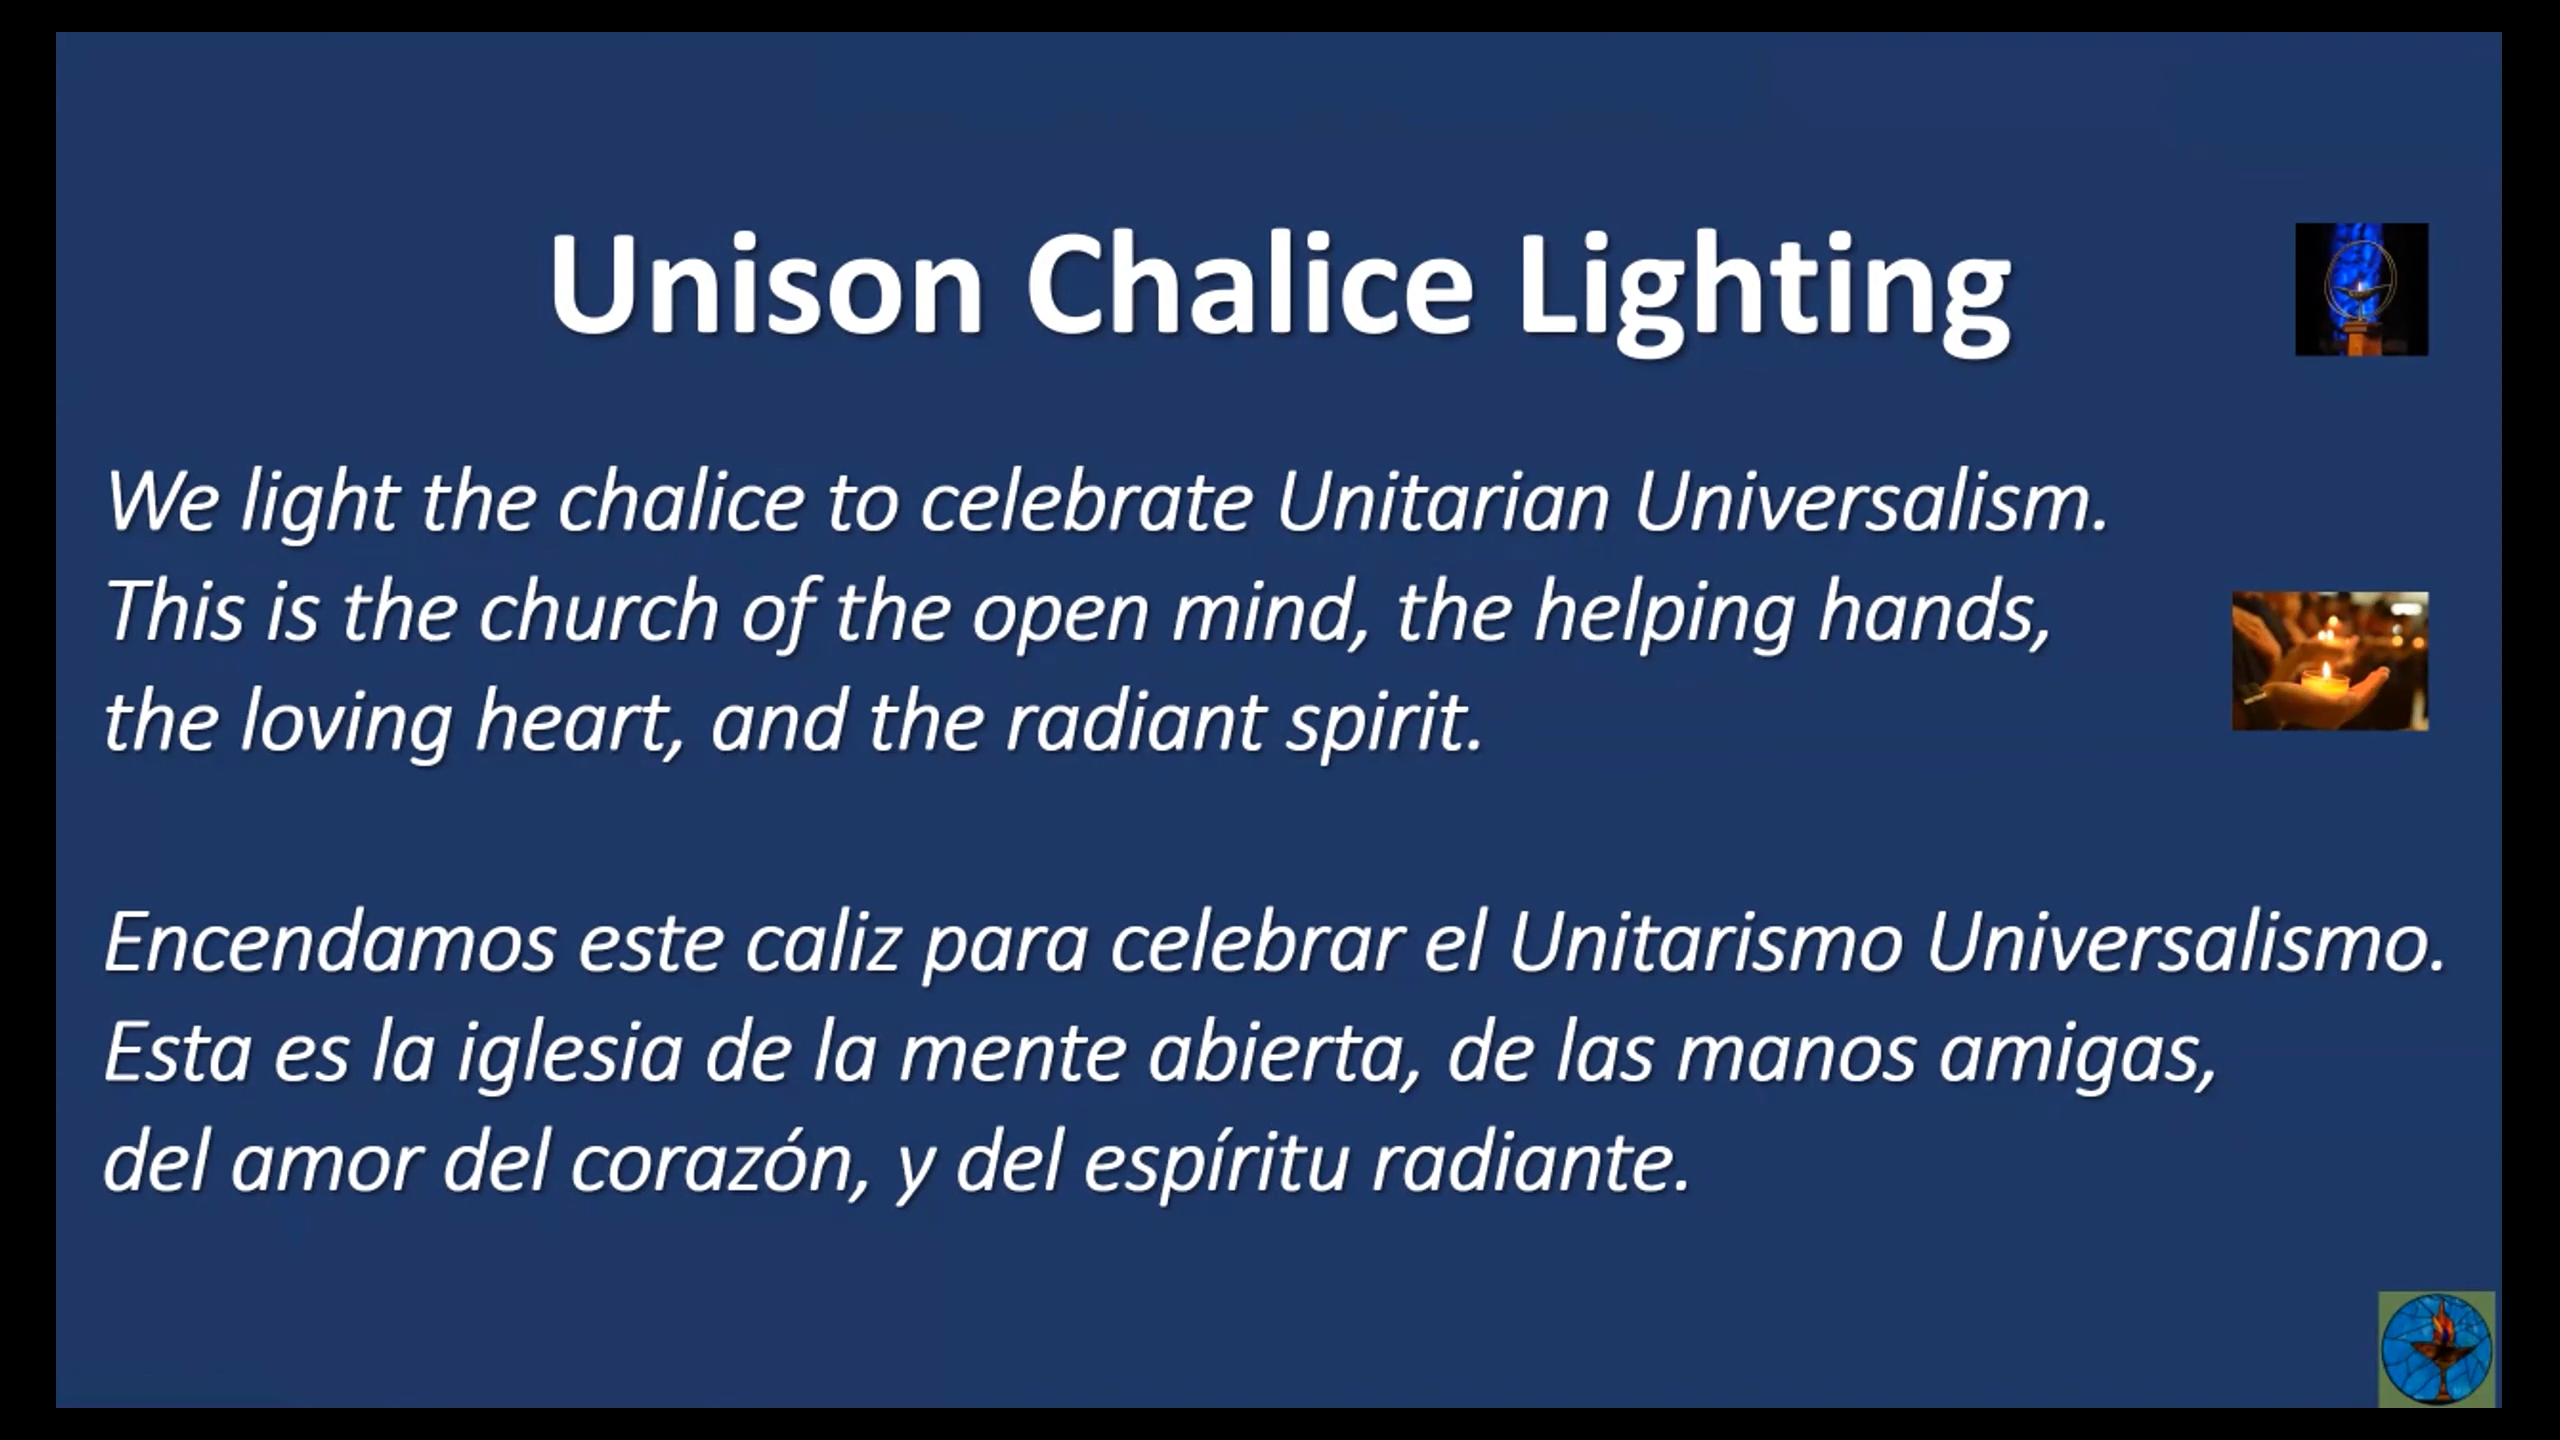 Unison Chalice Lighting
We light the chalice to celebrate Unitarian Universalism.
This is the church of the open mind, the helping hands,
the loving heart, and the radiant spirit.
Encendamos este caliz para celebrar el Unitarismo Universalismo.
Esta es la iglesia de la mente abierta, de las manos amigas,
del amor del corazón, y del espíritu radiante.